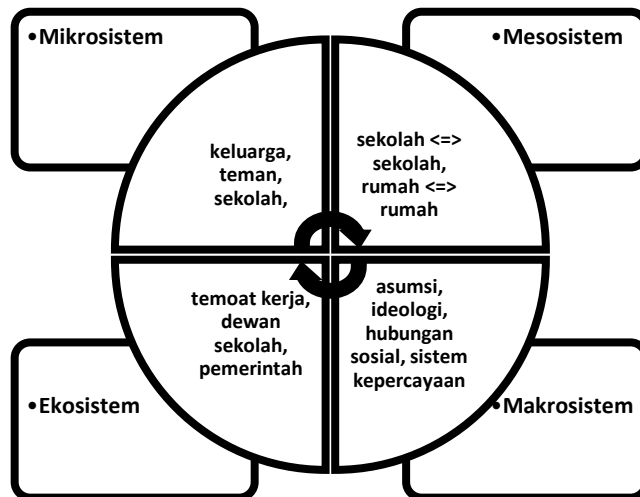 •Mikrosistem
•Mesosistem
keluarga,
teman,
sekolah,
sekolah <=>
sekolah,
rumah <=>
rumah
temoat kerja,
dewan
sekolah,
pemerintah
asumsi,
ideologi,
hubungan
sosial, sistem
kepercayaan
•Ekosistem
•Makrosistem